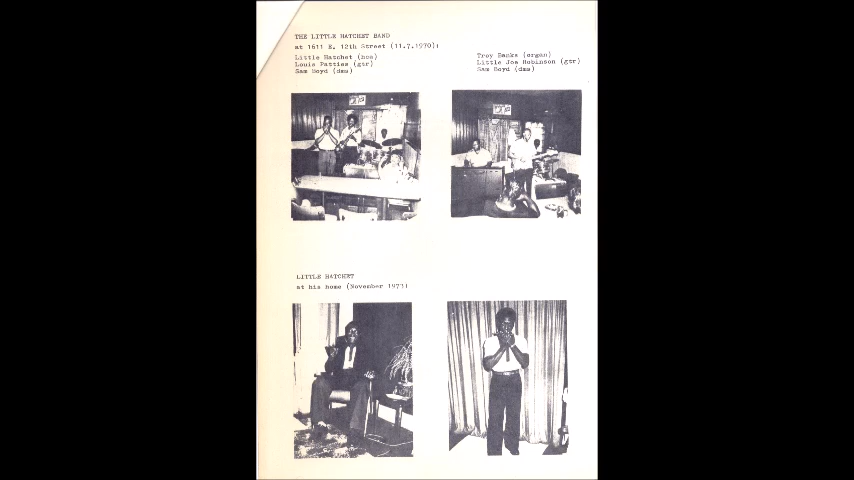 THE LITTLE HATCHET BAND
at 1611 E. 12th Street (11.7.1970):
Little Hatchet (hca)
Louis Patties (gtr)
Sam Boyd (dms)
Troy Banks (organ)
Little Joe Robinson (gtr)
Sam Boyd (dms)
LITTLE HATCHET
at his home (November 1973)